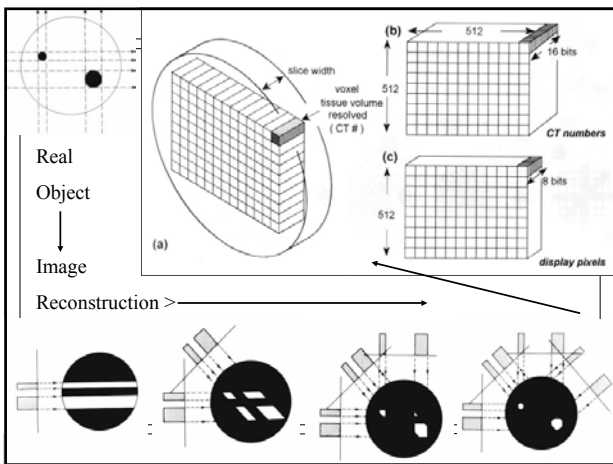 Real
Object
Image
Reconstruction >
(a)
slice width
voxel
tissue volume
resolved
( CT # )
(b)
512
16 bits
512
CT numbers
(c)
8 bits
512
display pixels